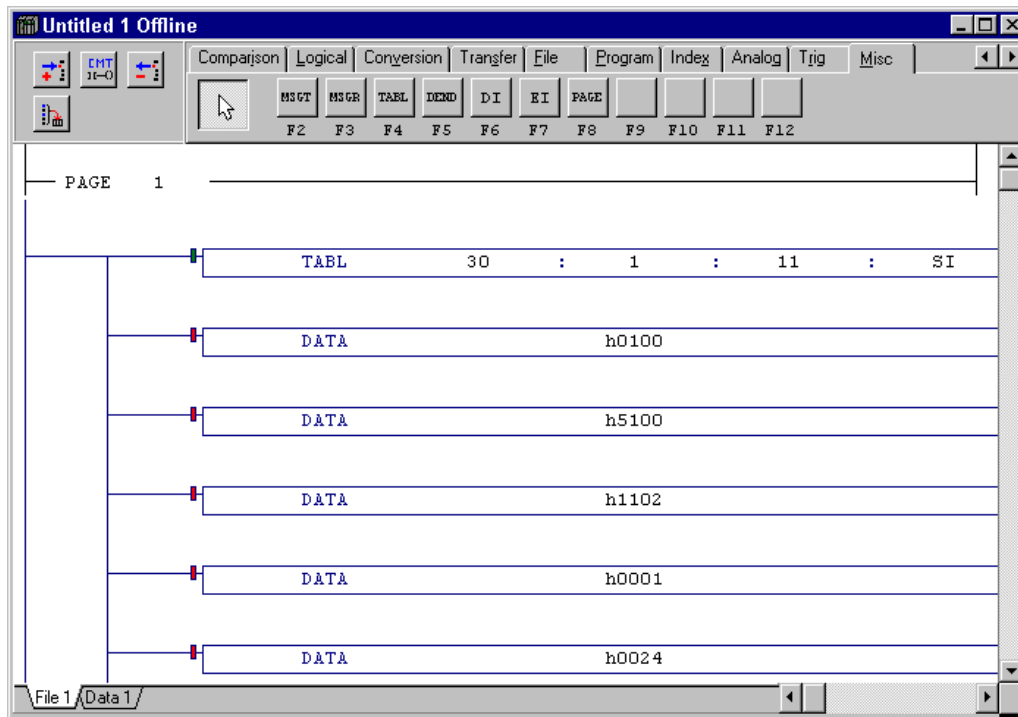 Untitled 1 Offline
Comparison Logical Conversion Transfer File Program Index Analog Trig Misc
CMT
MSGT MSGR TABL DEND DI EI PAGE
F2 F3 F4 F5 F6 F7 F8 F9 F10 F11 F12
PAGE 1
TABL 30 : 1 : 11 : SI
DATA h0100
DATA h5100
DATA h1102
DATA h0001
DATA h0024
File 1 Data 1